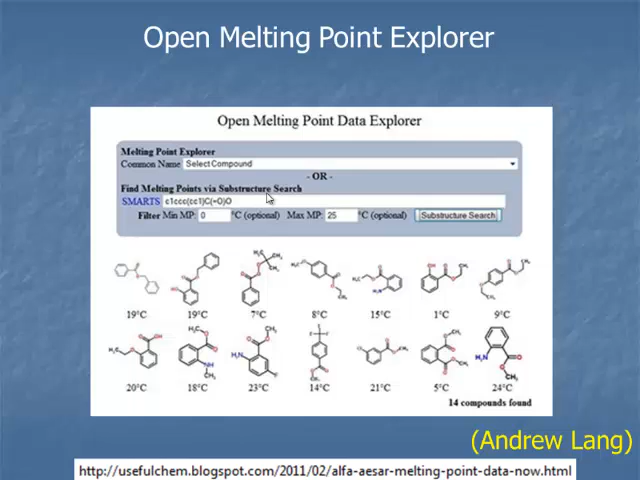 Open Melting Point Explorer
Open Melting Point Data Explorer
Melting Point Explorer
Common Name Select Compound
- OR -
Find Melting Points via Substructure Search
SMARTS c1ccc(cc1)C(=O)O
Filter Min MP: 0 °C (optional) Max MP: 25 °C (optional) Substructure Search
19°C 19°C 7°C 8°C 15°C 1°C 9°C
20°C 18°C 23°C 14°C 21°C 5°C 24°C
14 compounds found
(Andrew Lang)
http://usefulchem.blogspot.com/2011/02/alfa-aesar-melting-point-data-now.html